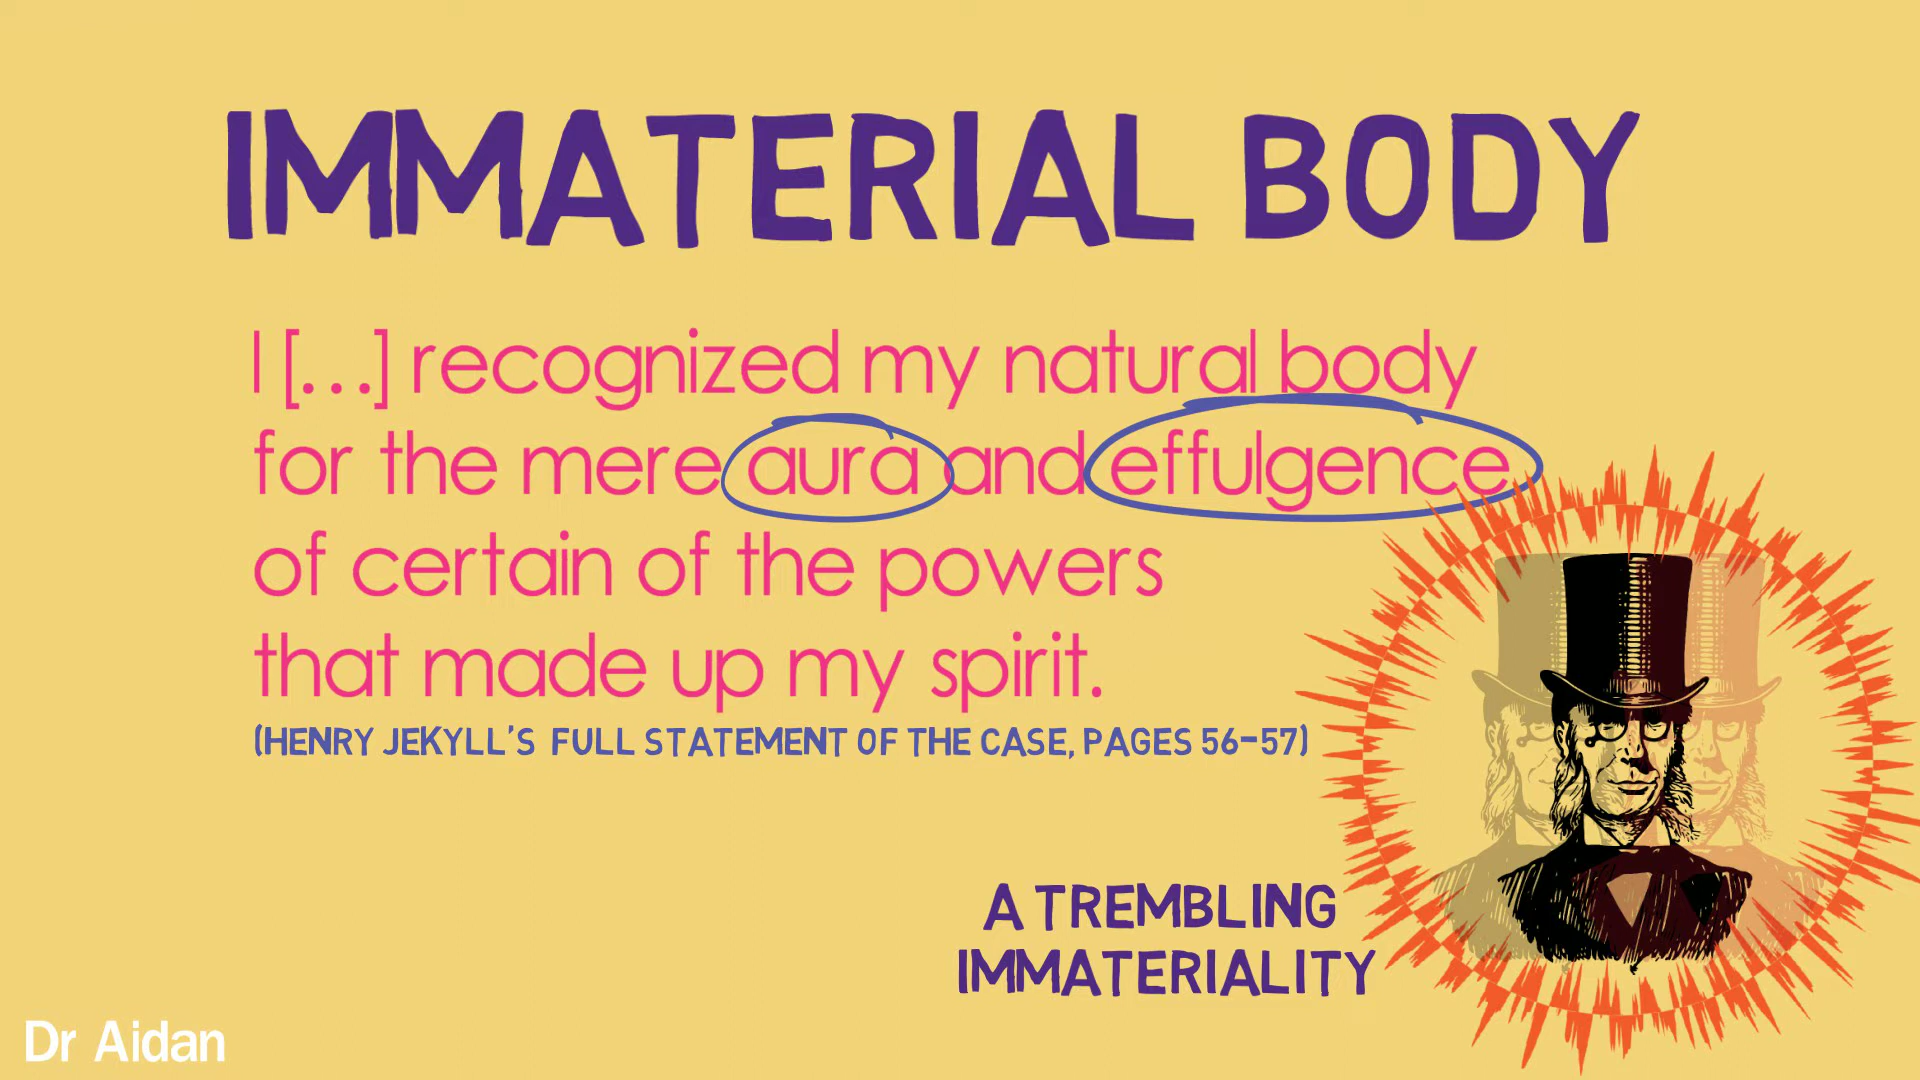 IMMATERIAL BODY
I [...] recognized my natural body
for the mere aura and effulgence
of certain of the powers
that made up my spirit.
(HENRY JEKYLL'S FULL STATEMENT OF THE CASE, PAGES 56-57)
A TREMBLING
IMMATERIALITY
Dr Aidan